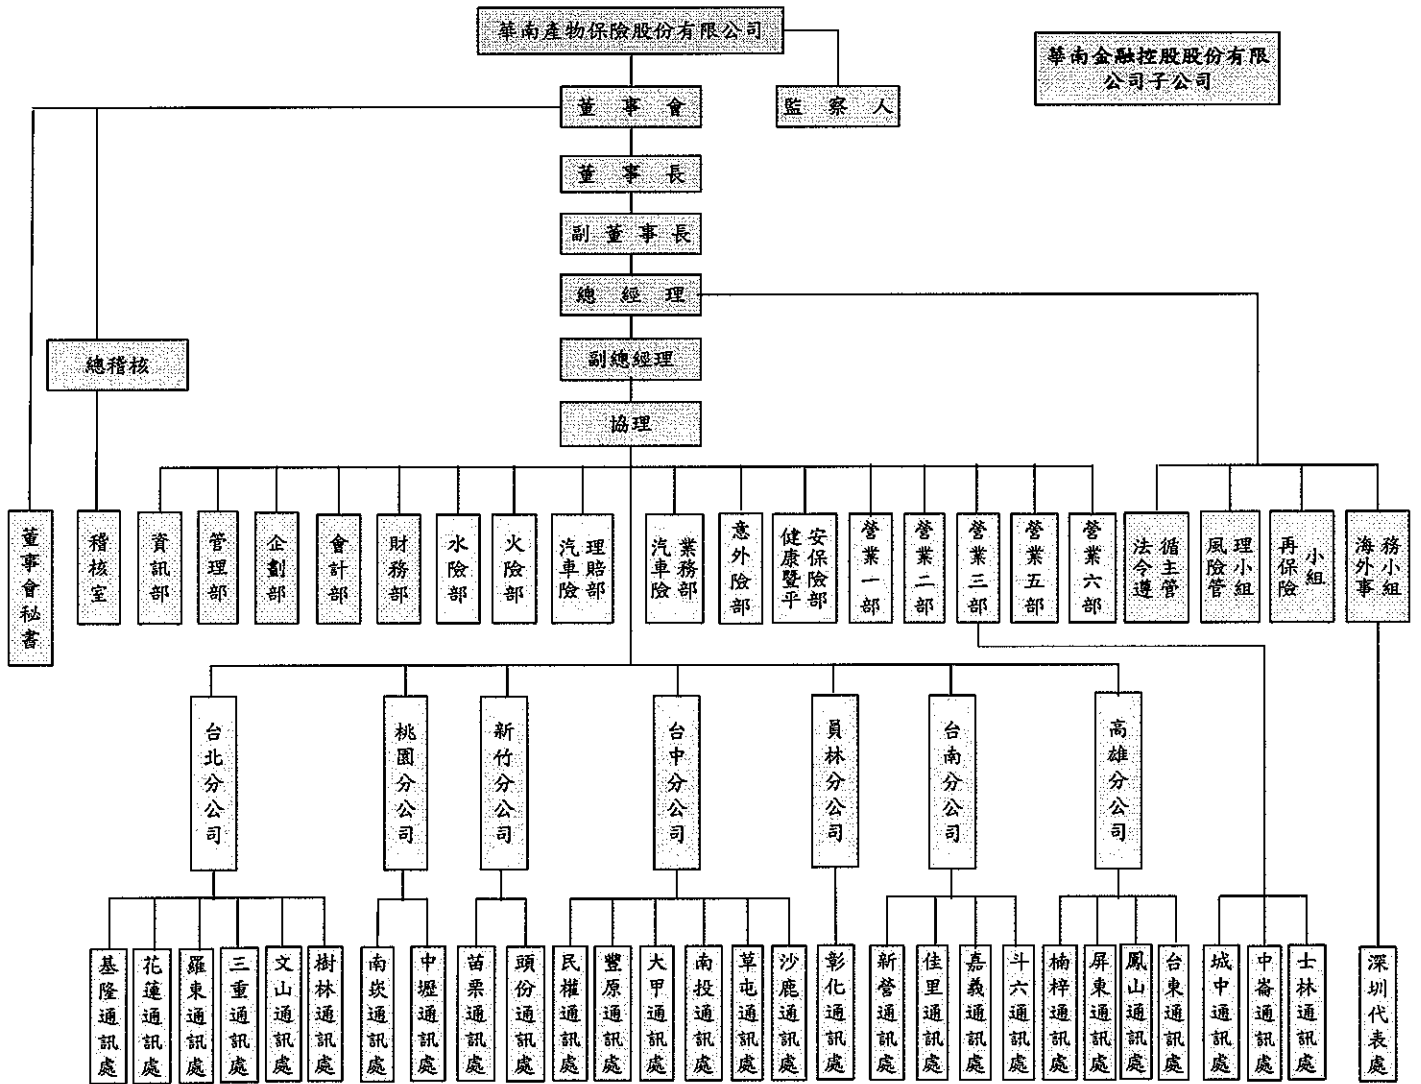 華南產物保險股份有限公司
華南金融控股股份有限
公司子公司
董事會
監察人
董事長
副董事長
總經理
總稽核
副總經理
協理
董事會秘書
稽核室
資訊部
管理部
企劃部
會計部
財務部
水險部
火險部
汽車險
理賠部
汽車險
業務部
意外險部
健康暨平
安保險部
營業一部
營業二部
營業三部
營業五部
營業六部
法令遵
循主管
風險管
理小組
再保險
小組
海外事
務小組
台北分公司
桃園分公司
新竹分公司
台中分公司
員林分公司
台南分公司
高雄分公司
基隆通訊處
花蓮通訊處
羅東通訊處
三重通訊處
文山通訊處
樹林通訊處
南崁通訊處
中壢通訊處
苗栗通訊處
頭份通訊處
民權通訊處
豐原通訊處
大甲通訊處
南投通訊處
草屯通訊處
沙鹿通訊處
彰化通訊處
新營通訊處
佳里通訊處
嘉義通訊處
斗六通訊處
楠梓通訊處
屏東通訊處
鳳山通訊處
台東通訊處
城中通訊處
中崙通訊處
士林通訊處
深圳代表處